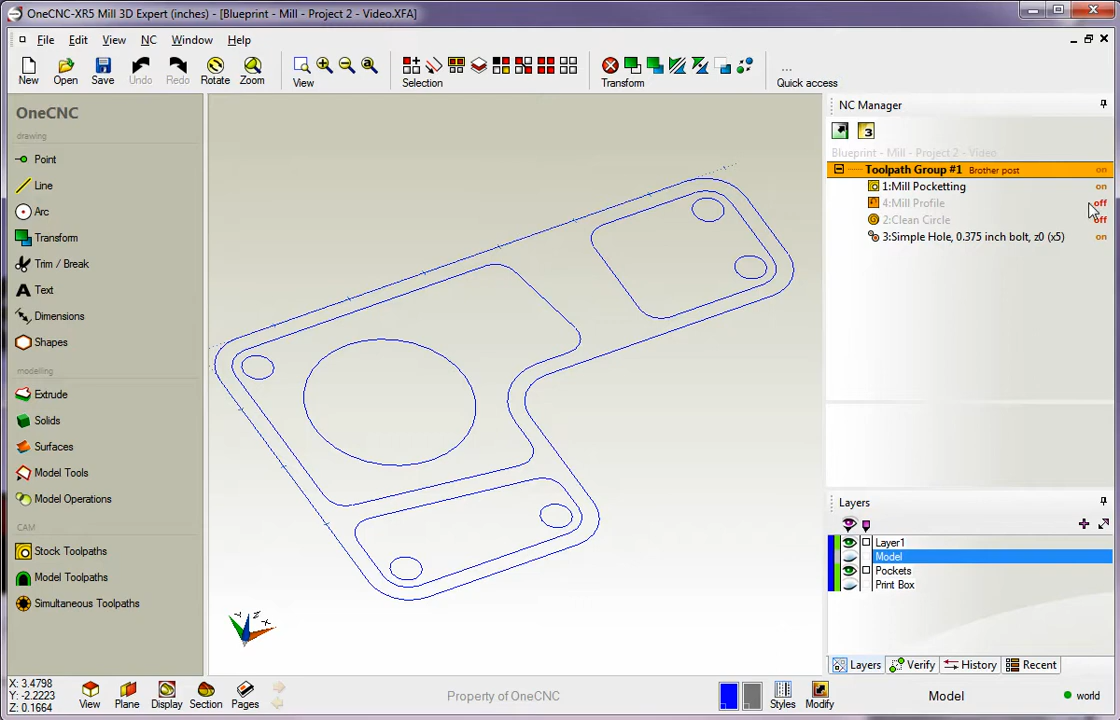 OneCNC-XR5 Mill 3D Expert (inches) - [Blueprint - Mill - Project 2 - Video.XFA]
File Edit View NC Window Help
New Open Save Undo Redo Rotate Zoom View Selection Transform ... Quick access
OneCNC
drawing
Point
Line
Arc
Transform
Trim / Break
Text
Dimensions
Shapes
modelling
Extrude
Solids
Surfaces
Model Tools
Model Operations
CAM
Stock Toolpaths
Model Toolpaths
Simultaneous Toolpaths
Y Z X
NC Manager
3
Blueprint - Mill - Project 2 - Video
Toolpath Group #1 Brother post on
1:Mill Pocketting on
4:Mill Profile off
2:Clean Circle off
3:Simple Hole, 0.375 inch bolt, z0 (x5) on
Layers
Layer1
Model
Pockets
Print Box
Layers Verify History Recent
X: 3.4798
Y: -2.2223
Z: 0.1664
View Plane Display Section Pages
Property of OneCNC
Styles Modify
Model
world